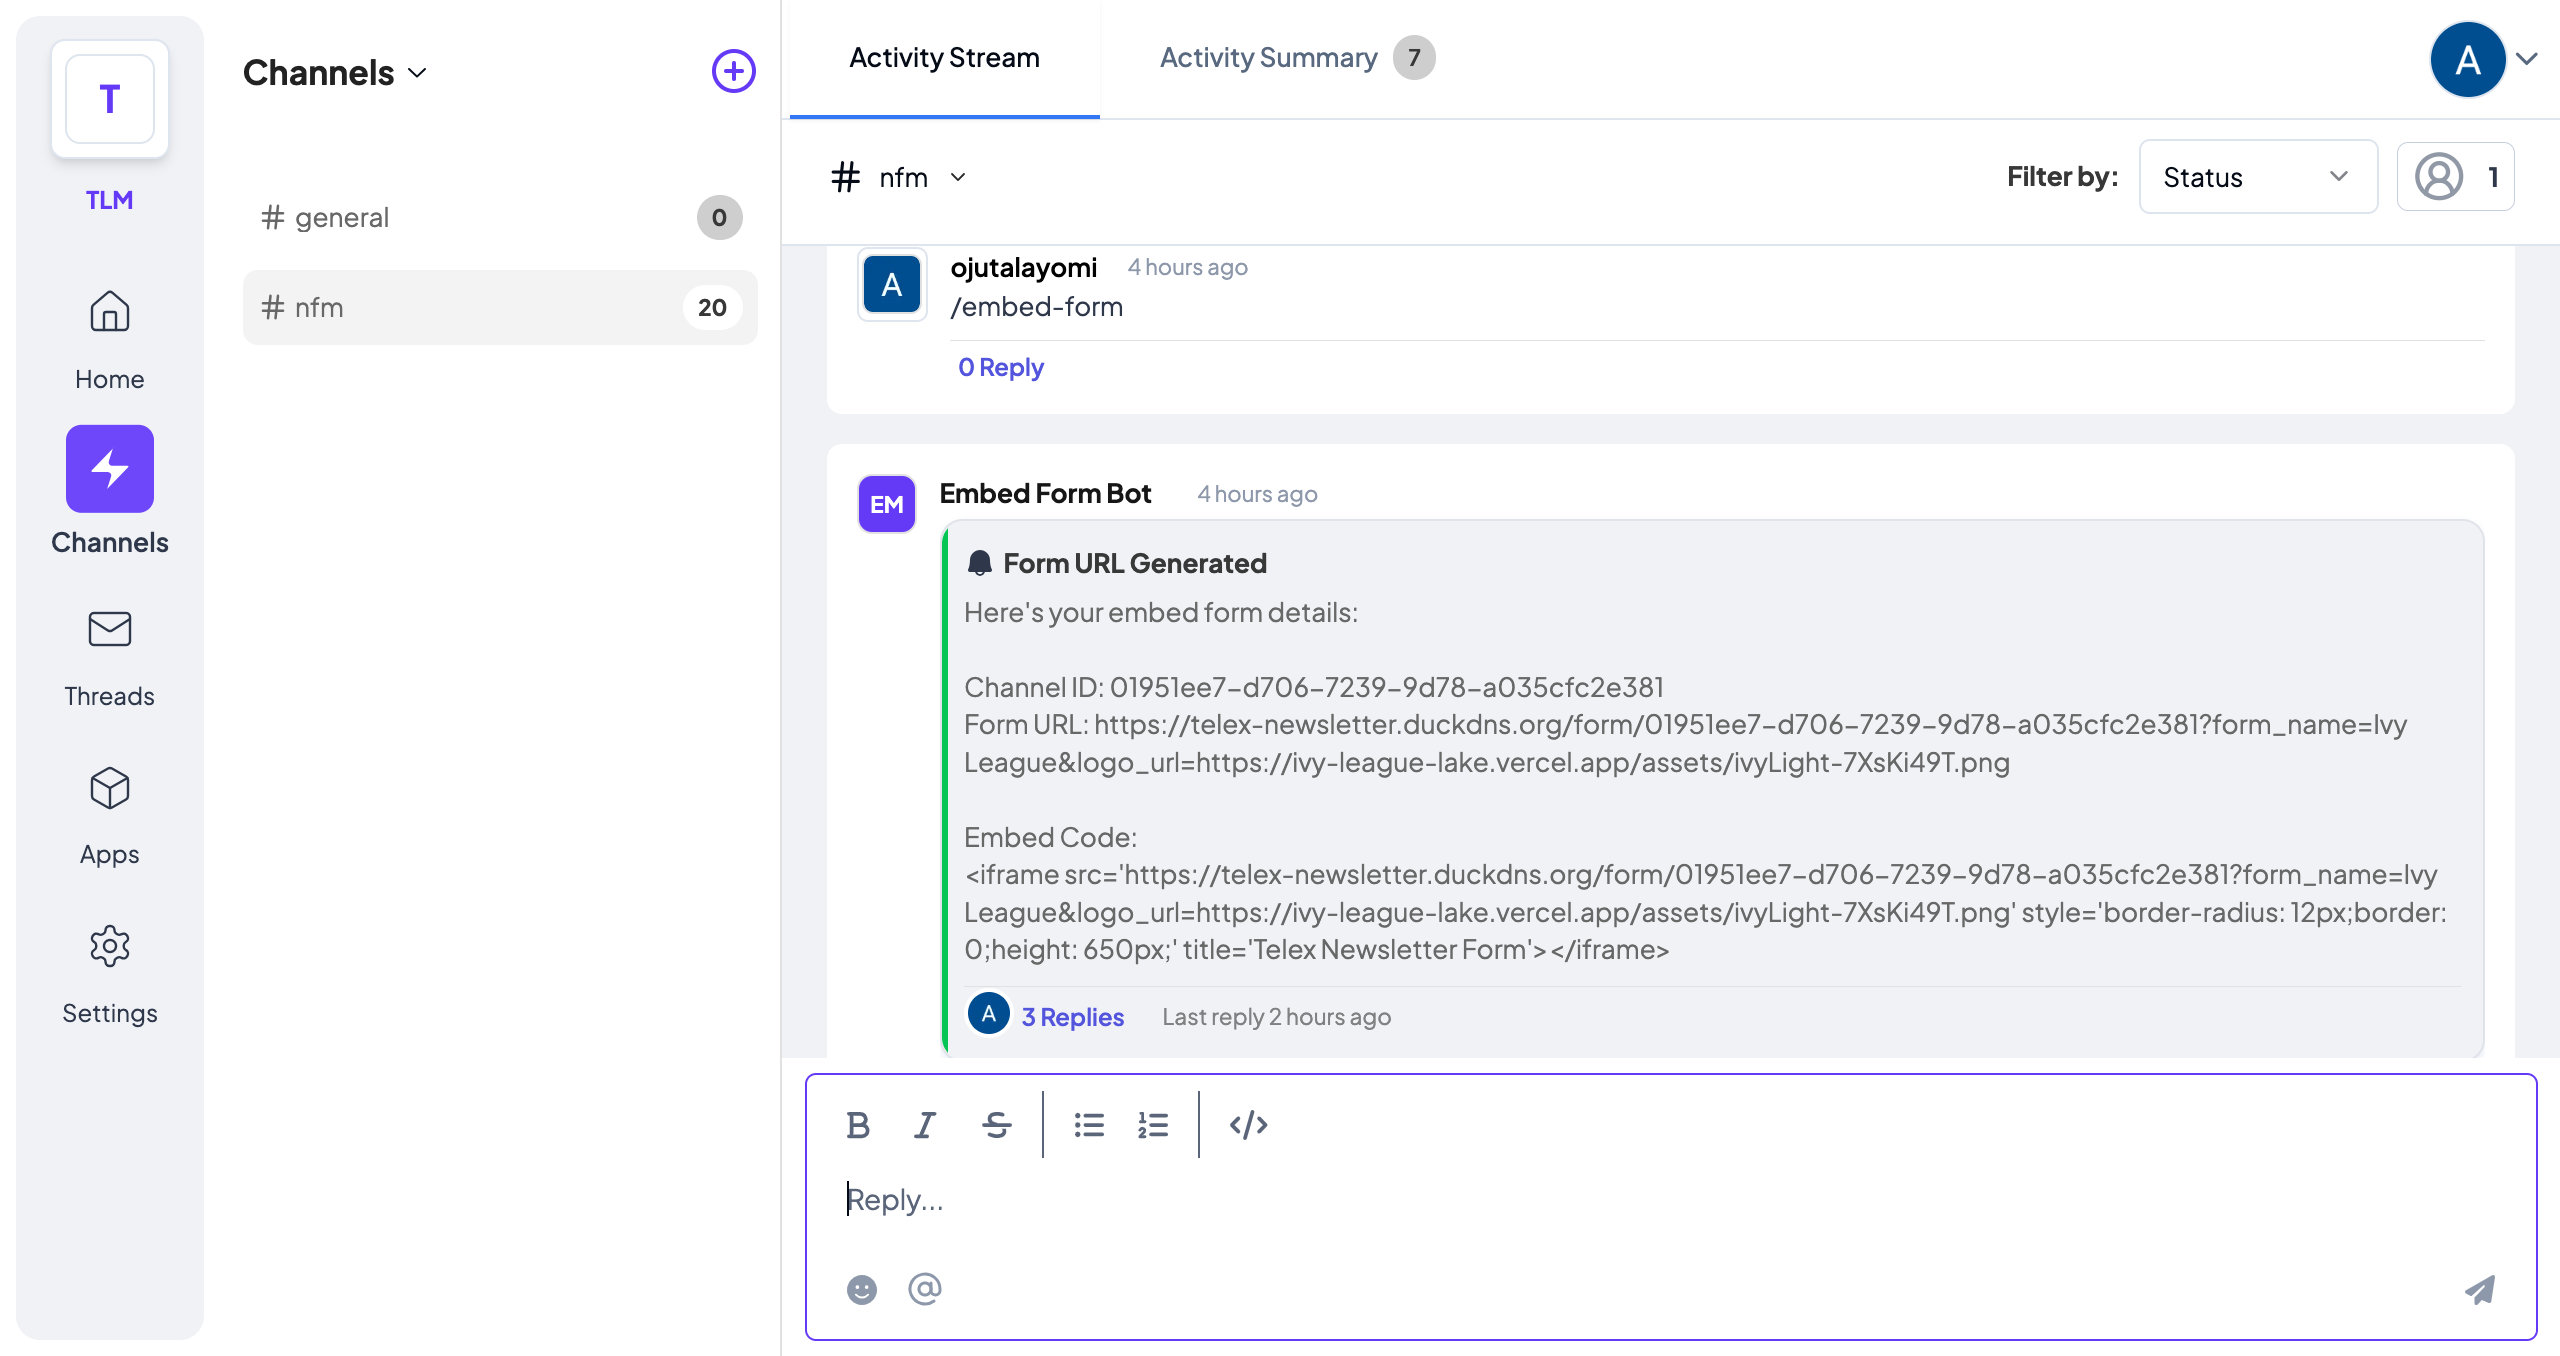 T
TLM
Home
Channels
Threads
Apps
Settings
Channels
# general 0
# nfm 20
Activity Stream
Activity Summary 7
A
# nfm
Filter by: Status 1
A
ojutalayomi 4 hours ago
/embed-form
0 Reply
EM
Embed Form Bot 4 hours ago
Form URL Generated
Here's your embed form details:
Channel ID: 01951ee7-d706-7239-9d78-a035cfc2e381
Form URL: https://telex-newsletter.duckdns.org/form/01951ee7-d706-7239-9d78-a035cfc2e381?form_name=Ivy
League&logo_url=https://ivy-league-lake.vercel.app/assets/ivyLight-7XsKi49T.png
Embed Code:
<iframe src='https://telex-newsletter.duckdns.org/form/01951ee7-d706-7239-9d78-a035cfc2e381?form_name=Ivy
League&logo_url=https://ivy-league-lake.vercel.app/assets/ivyLight-7XsKi49T.png' style='border-radius: 12px;border:
0;height: 650px;' title='Telex Newsletter Form'></iframe>
A 3 Replies Last reply 2 hours ago
Reply...